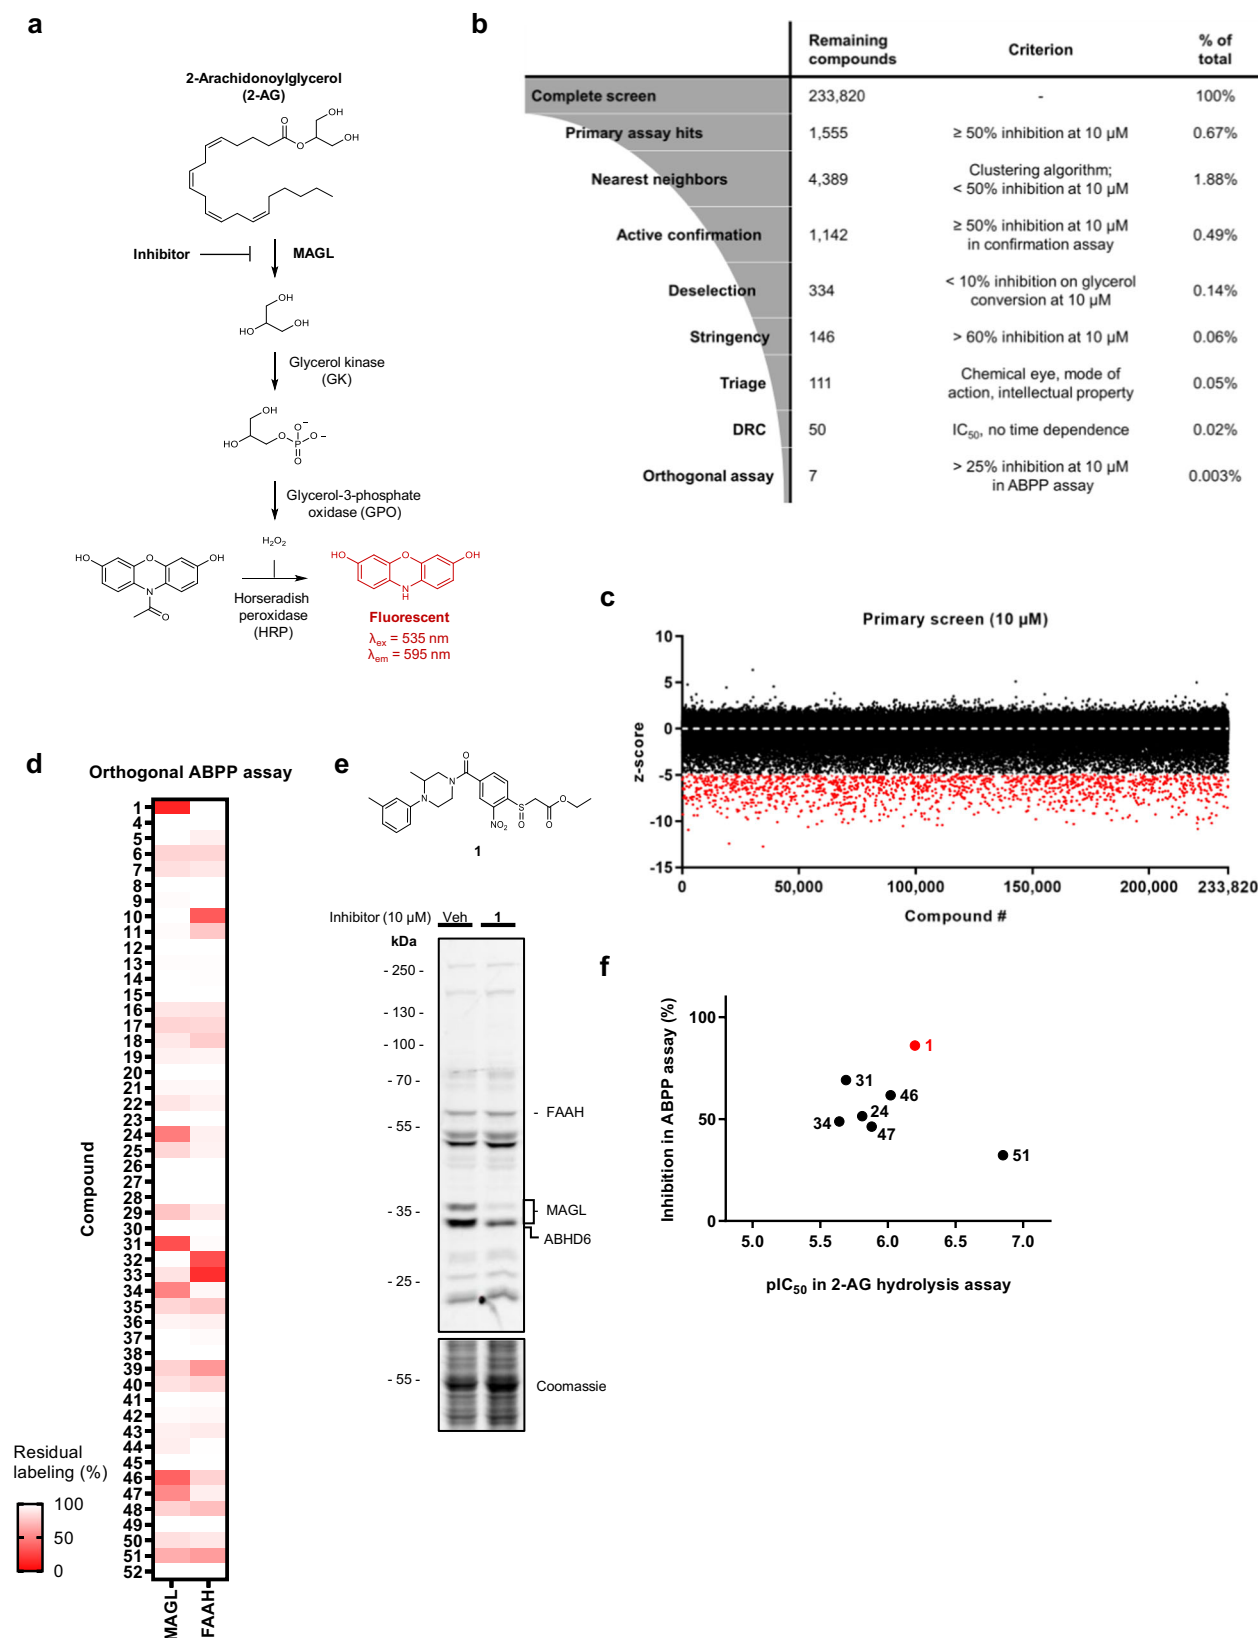 a
2-Arachidonoylglycerol
(2-AG)
O
OH
O
OH
Inhibitor
MAGL
OH
HO
OH
Glycerol kinase
(GK)
OH
HO
O
P
O⁻
O⁻
O
Glycerol-3-phosphate
oxidase (GPO)
H₂O₂
HO
O
OH
N
O
Horseradish
peroxidase
(HRP)
HO
O
OH
N
H
Fluorescent
λex = 535 nm
λem = 595 nm
b
Remaining
compounds
Criterion
% of
total
Complete screen 233,820 - 100%
Primary assay hits 1,555 ≥ 50% inhibition at 10 µM 0.67%
Nearest neighbors 4,389 Clustering algorithm;
< 50% inhibition at 10 µM 1.88%
Active confirmation 1,142 ≥ 50% inhibition at 10 µM
in confirmation assay 0.49%
Deselection 334 < 10% inhibition on glycerol
conversion at 10 µM 0.14%
Stringency 146 > 60% inhibition at 10 µM 0.06%
Triage 111 Chemical eye, mode of
action, intellectual property 0.05%
DRC 50 IC₅₀, no time dependence 0.02%
Orthogonal assay 7 > 25% inhibition at 10 µM
in ABPP assay 0.003%
c
Primary screen (10 µM)
z-score
10
5
0
-5
-10
-15
0 50,000 100,000 150,000 200,000 233,820
Compound #
d
Orthogonal ABPP assay
Compound
1
4
5
6
7
8
9
10
11
12
13
14
15
16
17
18
19
20
21
22
23
24
25
26
27
28
29
30
31
32
33
34
35
36
37
38
39
40
41
42
43
44
45
46
47
48
49
50
51
52
MAGL
FAAH
Residual
labeling (%)
100
50
0
e
O
N
N
NO₂
S
O
O
O
1
Inhibitor (10 µM) Veh 1
kDa
- 250 -
- 130 -
- 100 -
- 70 -
- 55 -
- 35 -
- 25 -
- FAAH
MAGL
ABHD6
- 55 -
Coomassie
f
Inhibition in ABPP assay (%)
100
50
0
1
31
46
24
34
47
51
5.0 5.5 6.0 6.5 7.0
pIC₅₀ in 2-AG hydrolysis assay